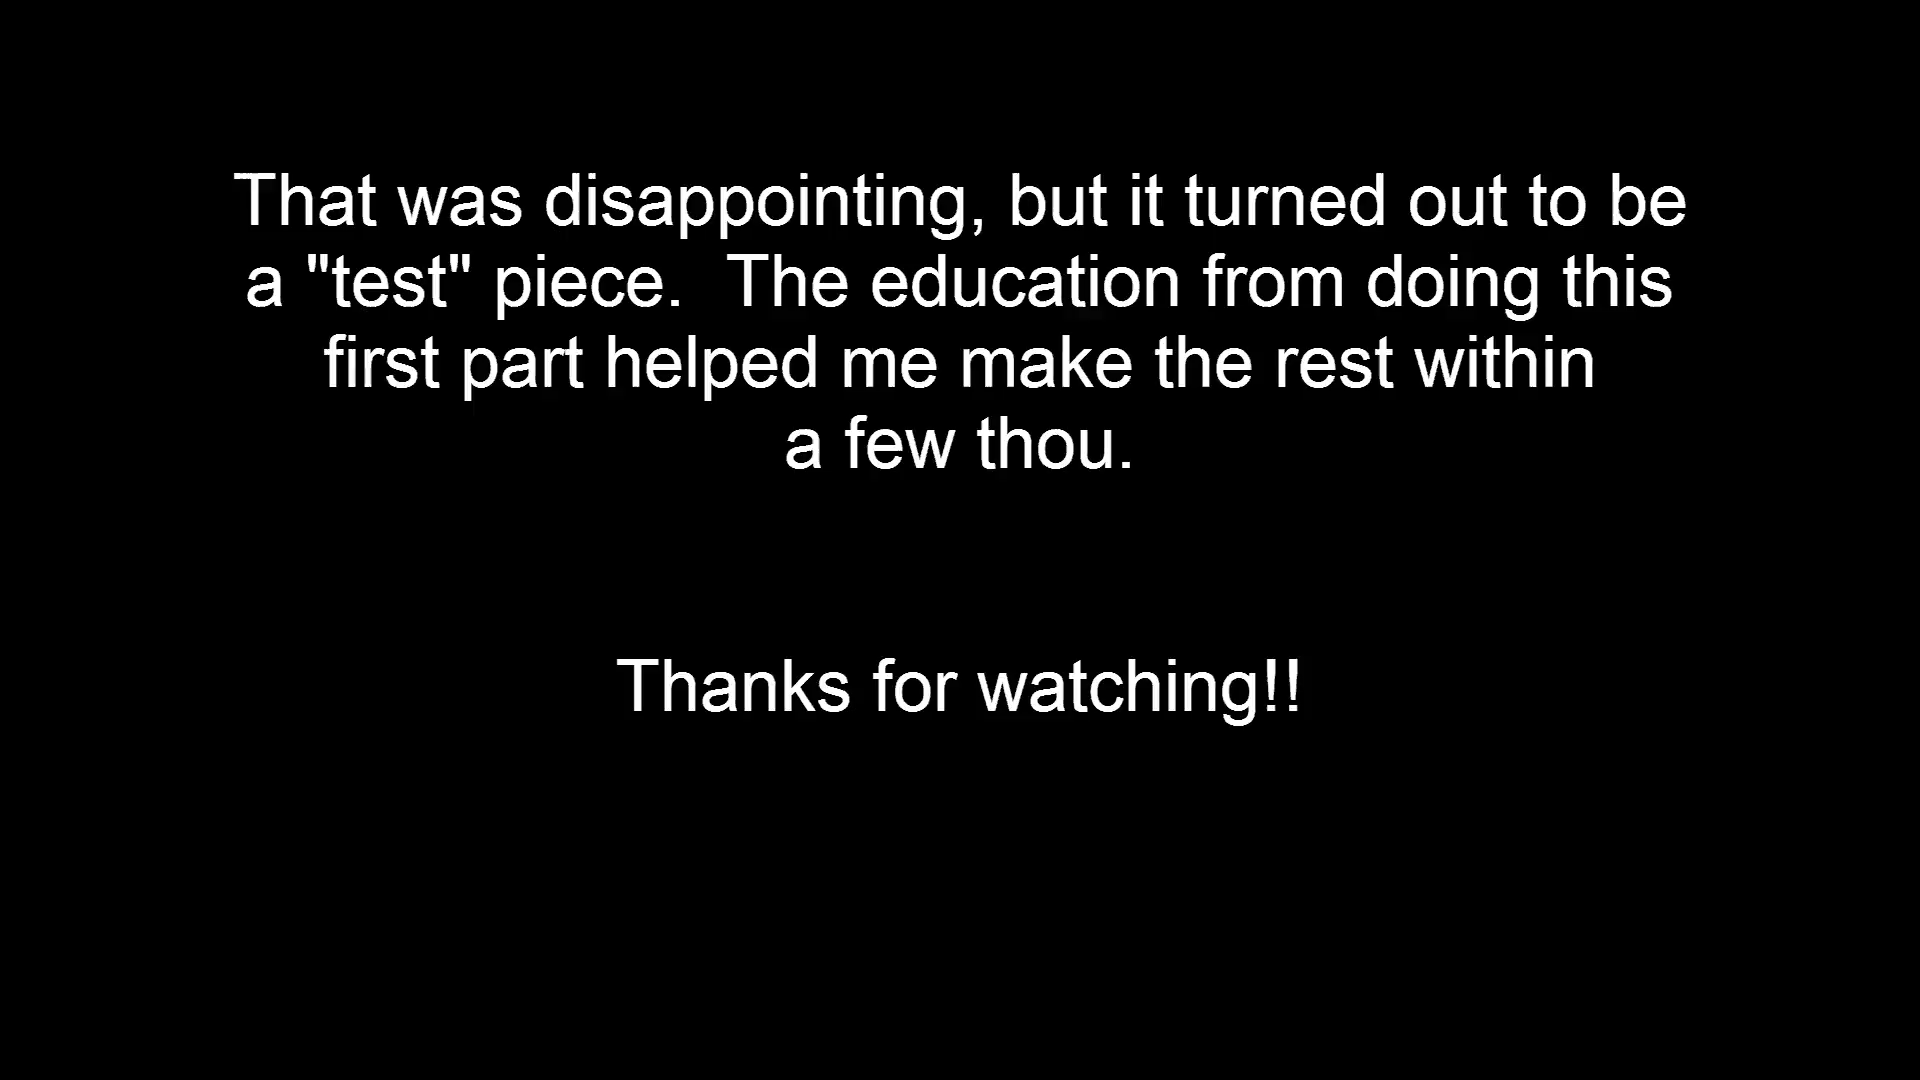 That was disappointing, but it turned out to be
a "test" piece.  The education from doing this
first part helped me make the rest within
a few thou.
Thanks for watching!!